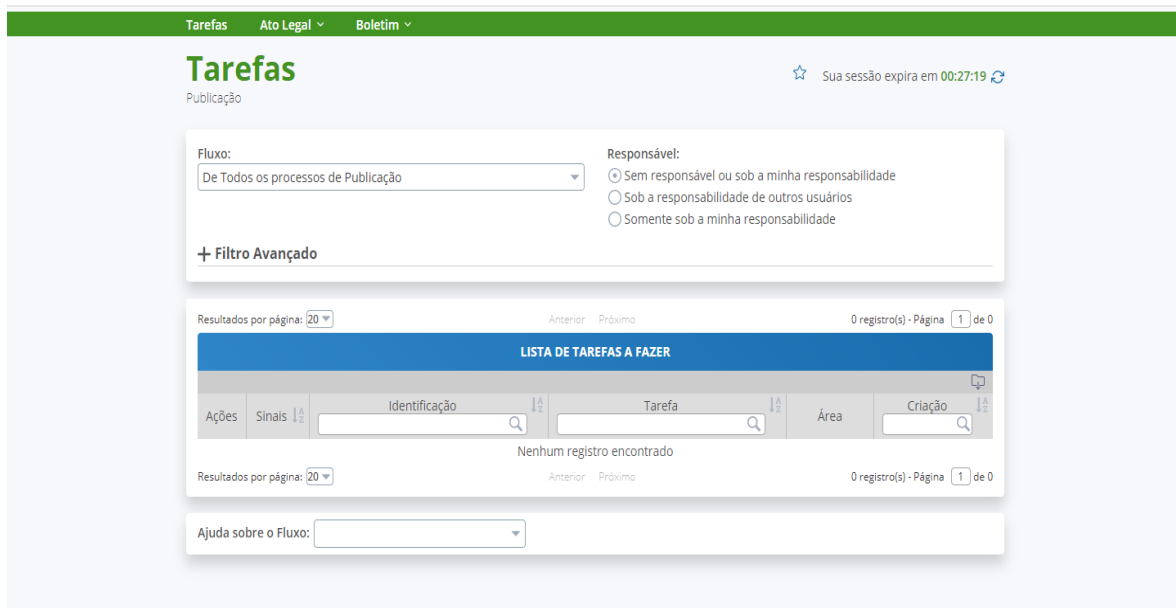 Tarefas Ato Legal Boletim
Tarefas
Sua sessão expira em 00:27:19
Publicação
Fluxo:
De Todos os processos de Publicação
Responsável:
Sem responsável ou sob a minha responsabilidade
Sob a responsabilidade de outros usuários
Somente sob a minha responsabilidade
+ Filtro Avançado
Resultados por página: 20 Anterior Próximo 0 registro(s) - Página 1 de 0
LISTA DE TAREFAS A FAZER
Ações Sinais Identificação Tarefa Área Criação
Nenhum registro encontrado
Resultados por página: 20 Anterior Próximo 0 registro(s) - Página 1 de 0
Ajuda sobre o Fluxo: